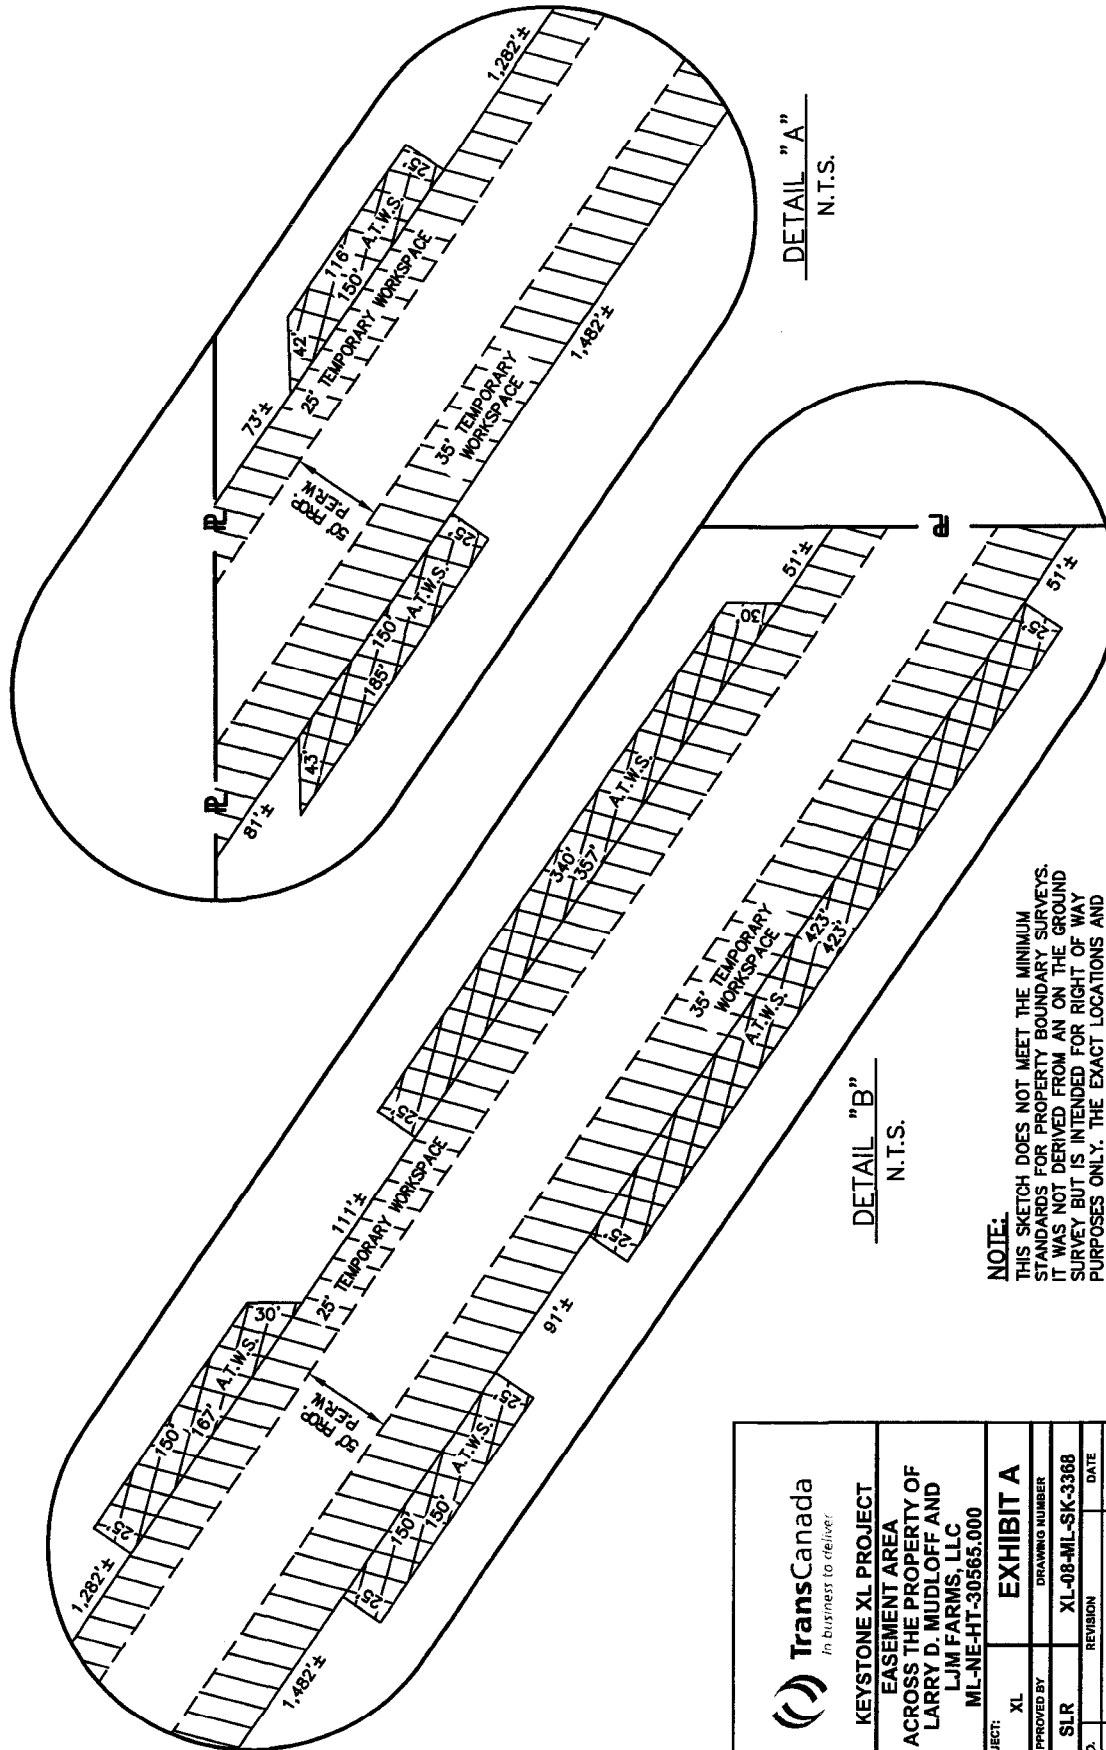 1,282'±
25'
116'
A.T.W.S.
150'
42'
73'±
25' TEMPORARY WORKSPACE
50' PROP.
P.E.R.W.
35' TEMPORARY
WORKSPACE
1,482'±
PL
PL
25'
150'
A.T.W.S.
185'
43'
81'±
DETAIL "A"
N.T.S.
PL
51'±
51'±
30'
A.T.W.S.
340'
357'
25'
111'±
25' TEMPORARY WORKSPACE
30'
A.T.W.S.
150'
167'
25'
1,282'±
50' PROP.
P.E.R.W.
35' TEMPORARY
WORKSPACE
25'
423'
423'
A.T.W.S.
25'
91'±
25'
A.T.W.S.
150'
150'
25'
1,482'±
DETAIL "B"
N.T.S.
NOTE:
THIS SKETCH DOES NOT MEET THE MINIMUM
STANDARDS FOR PROPERTY BOUNDARY SURVEYS.
IT WAS NOT DERIVED FROM AN ON THE GROUND
SURVEY BUT IS INTENDED FOR RIGHT OF WAY
PURPOSES ONLY. THE EXACT LOCATIONS AND
TransCanada
In business to deliver
KEYSTONE XL PROJECT
EASEMENT AREA
ACROSS THE PROPERTY OF
LARRY D. MUDLOFF AND
LJM FARMS, LLC
ML-NE-HT-30565.000
XL
EXHIBIT A
DRAWING NUMBER
SLR
XL-08-ML-SK-3368
REVISION
DATE